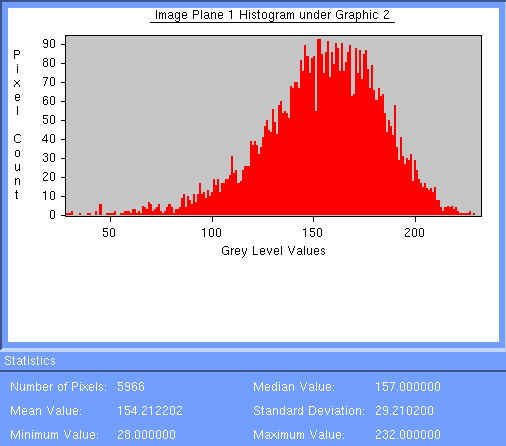 Image Plane 1 Histogram under Graphic 2
Pixel Count
90
80
70
60
50
40
30
20
10
0
50 100 150 200
Grey Level Values
Statistics
Number of Pixels: 5966 Median Value: 157.000000
Mean Value: 154.212202 Standard Deviation: 29.210200
Minimum Value: 28.000000 Maximum Value: 232.000000